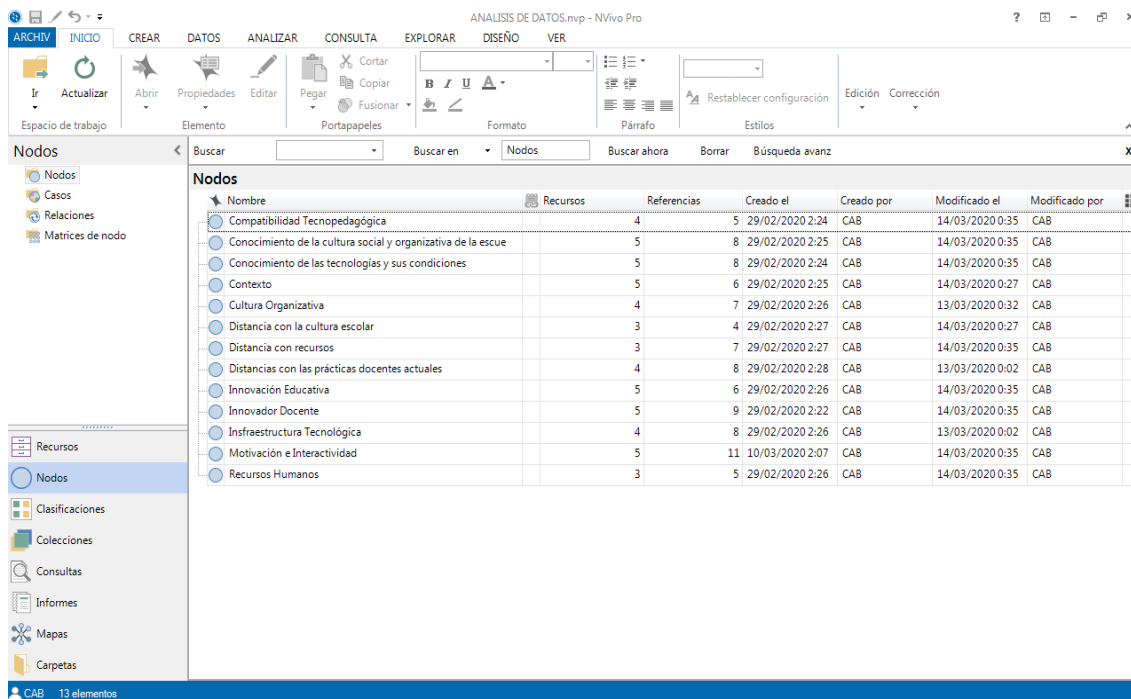 ANALISIS DE DATOS.nvp - NVivo Pro
ARCHIV INICIO CREAR DATOS ANALIZAR CONSULTA EXPLORAR DISEÑO VER
Ir Actualizar Abrir Propiedades Editar Pegar Cortar Copiar Fusionar B I U A Restablecer configuración Edición Corrección
Espacio de trabajo Elemento Portapapeles Formato Párrafo Estilos
Nodos
Nodos
Casos
Relaciones
Matrices de nodo
Buscar Buscar en Nodos Buscar ahora Borrar Búsqueda avanz x
Nodos
Nombre Recursos Referencias Creado el Creado por Modificado el Modificado por
Compatibilidad Tecnopedagógica 4 5 29/02/2020 2:24 CAB 14/03/2020 0:35 CAB
Conocimiento de la cultura social y organizativa de la escue 5 8 29/02/2020 2:25 CAB 14/03/2020 0:35 CAB
Conocimiento de las tecnologías y sus condiciones 5 8 29/02/2020 2:24 CAB 14/03/2020 0:35 CAB
Contexto 5 6 29/02/2020 2:25 CAB 14/03/2020 0:27 CAB
Cultura Organizativa 4 7 29/02/2020 2:26 CAB 13/03/2020 0:32 CAB
Distancia con la cultura escolar 3 4 29/02/2020 2:27 CAB 14/03/2020 0:27 CAB
Distancia con recursos 3 7 29/02/2020 2:27 CAB 14/03/2020 0:35 CAB
Distancias con las prácticas docentes actuales 4 8 29/02/2020 2:28 CAB 13/03/2020 0:02 CAB
Innovación Educativa 5 6 29/02/2020 2:26 CAB 14/03/2020 0:35 CAB
Innovador Docente 5 9 29/02/2020 2:22 CAB 14/03/2020 0:35 CAB
Insfraestructura Tecnológica 4 8 29/02/2020 2:26 CAB 13/03/2020 0:02 CAB
Motivación e Interactividad 5 11 10/03/2020 2:07 CAB 14/03/2020 0:35 CAB
Recursos Humanos 3 5 29/02/2020 2:26 CAB 14/03/2020 0:35 CAB
Recursos
Nodos
Clasificaciones
Colecciones
Consultas
Informes
Mapas
Carpetas
CAB 13 elementos